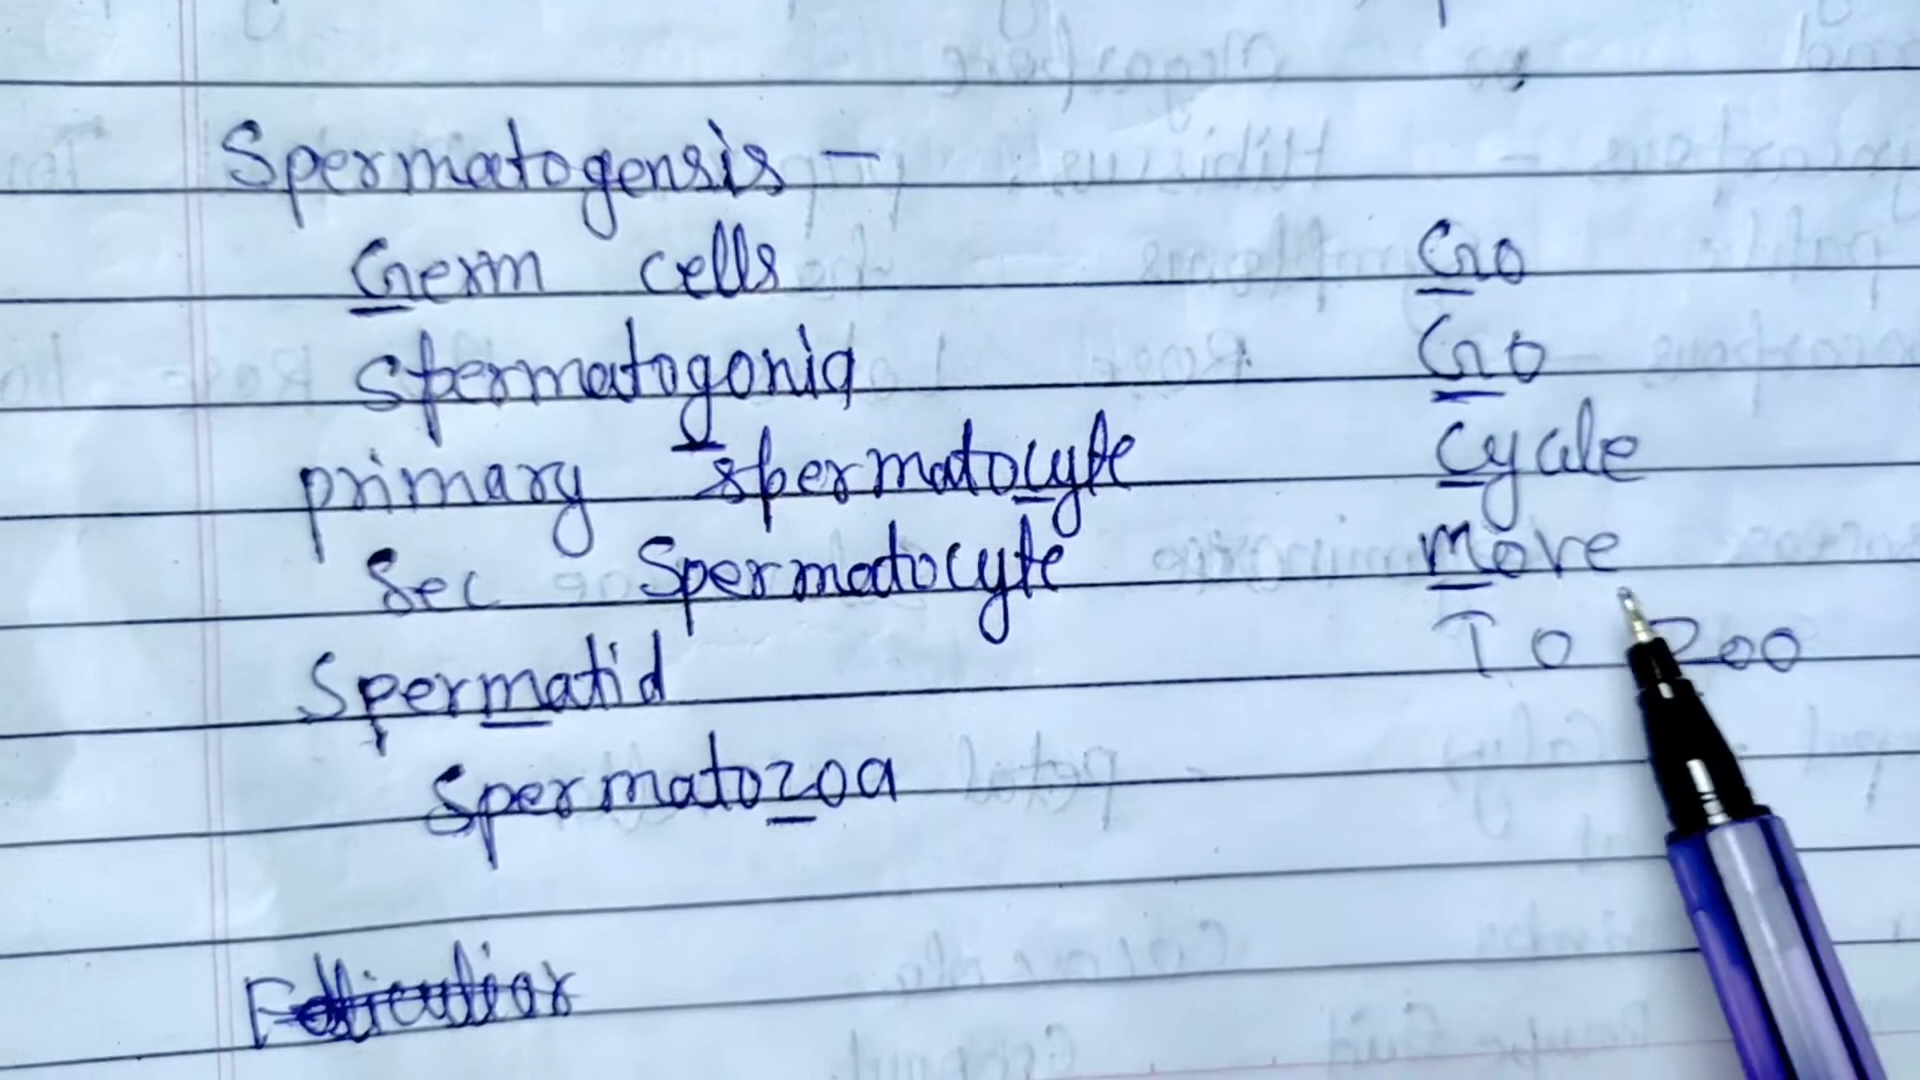 Spermatogensis -
Germ cells Go
Spermatogonia Go
primary spermatocyte Cycle
Sec Spermatocyte move
Spermatid To Zoo
Spermatozoa